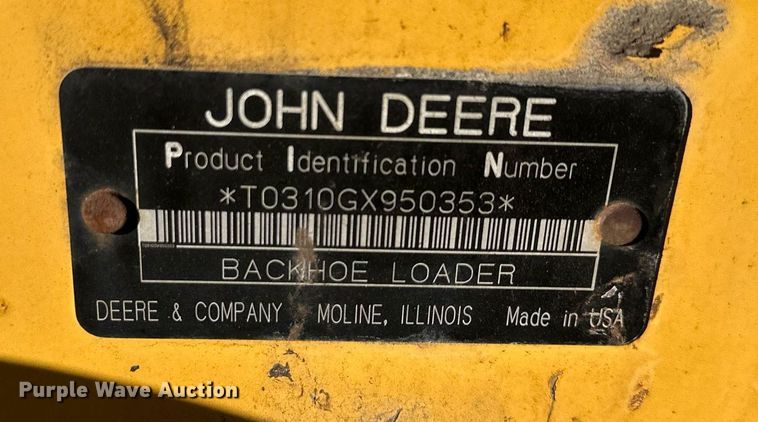 JOHN DEERE
Product Identification Number
*T0310GX950353*
BACKHOE LOADER
DEERE & COMPANY MOLINE, ILLINOIS Made in USA
Purple Wave Auction